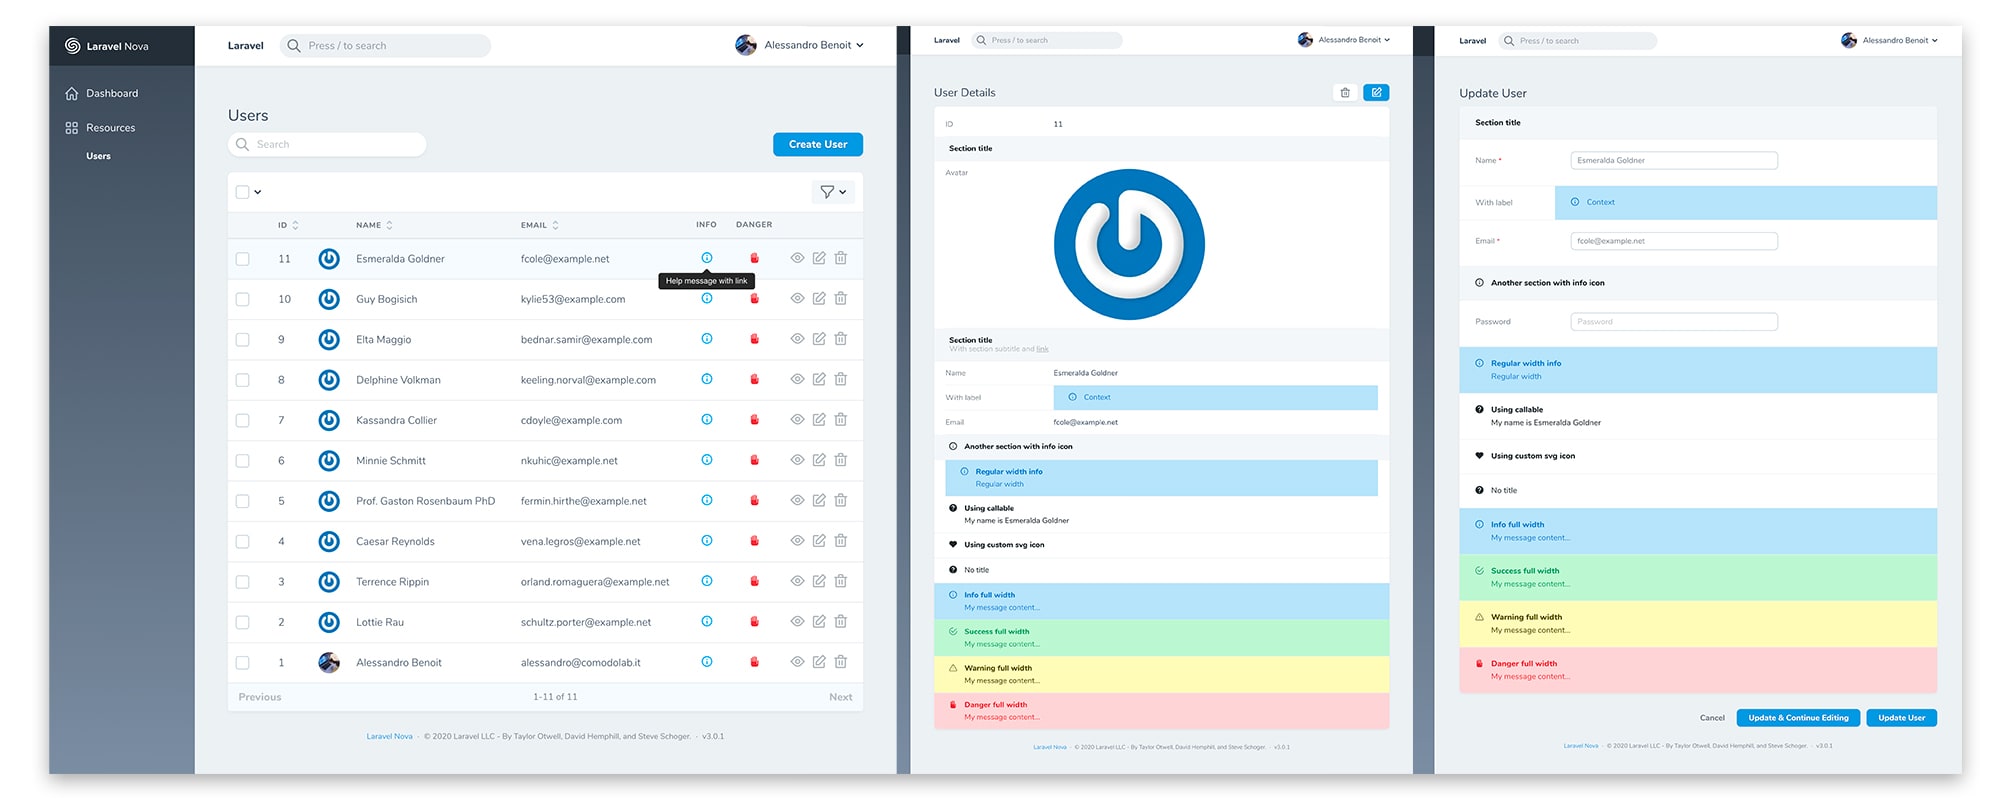 Laravel Nova
Dashboard
Resources
Users
Laravel
Press / to search
Alessandro Benoit
Users
Search
Create User
ID NAME EMAIL INFO DANGER
11 Esmeralda Goldner fcole@example.net
Help message with link
10 Guy Bogisich kylie53@example.com
9 Elta Maggio bednar.samir@example.com
8 Delphine Volkman keeling.norval@example.com
7 Kassandra Collier cdoyle@example.com
6 Minnie Schmitt nkuhic@example.net
5 Prof. Gaston Rosenbaum PhD fermin.hirthe@example.net
4 Caesar Reynolds vena.legros@example.net
3 Terrence Rippin orland.romaguera@example.net
2 Lottie Rau schultz.porter@example.net
1 Alessandro Benoit alessandro@comodolab.it
Previous 1-11 of 11 Next
Laravel Nova · © 2020 Laravel LLC - By Taylor Otwell, David Hemphill, and Steve Schoger. · v3.0.1
Laravel
Press / to search
Alessandro Benoit
User Details
ID 11
Section title
Avatar
Section title
With section subtitle and link
Name Esmeralda Goldner
With label Context
Email fcole@example.net
Another section with info icon
Regular width info
Regular width
Using callable
My name is Esmeralda Goldner
Using custom svg icon
No title
Info full width
My message content...
Success full width
My message content...
Warning full width
My message content...
Danger full width
My message content...
Laravel Nova · © 2020 Laravel LLC - By Taylor Otwell, David Hemphill, and Steve Schoger. · v3.0.1
Laravel
Press / to search
Alessandro Benoit
Update User
Section title
Name * Esmeralda Goldner
With label Context
Email * fcole@example.net
Another section with info icon
Password Password
Regular width info
Regular width
Using callable
My name is Esmeralda Goldner
Using custom svg icon
No title
Info full width
My message content...
Success full width
My message content...
Warning full width
My message content...
Danger full width
My message content...
Cancel Update & Continue Editing Update User
Laravel Nova · © 2020 Laravel LLC - By Taylor Otwell, David Hemphill, and Steve Schoger. · v3.0.1